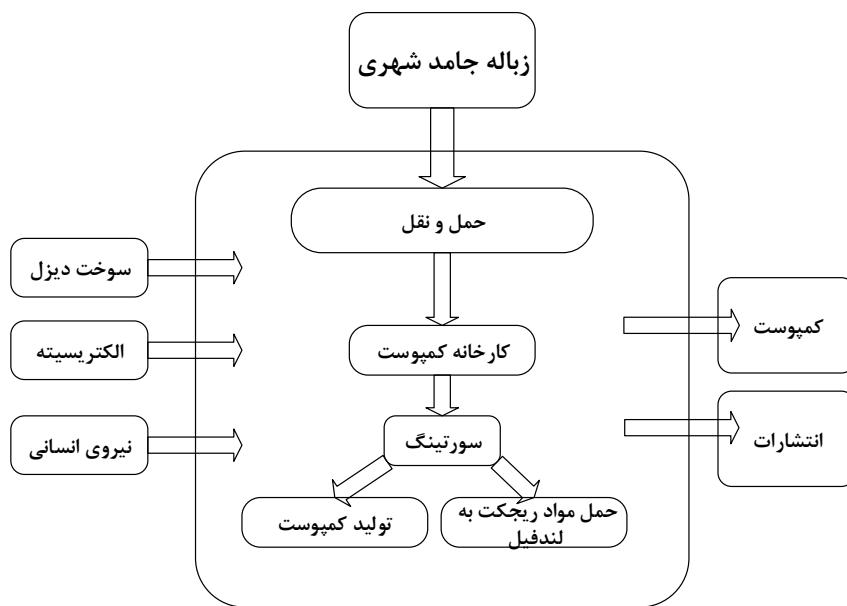 زباله جامد شهری
حمل و نقل
سوخت دیزل
الکتریسیته
نیروی انسانی
کارخانه کمپوست
سورتینگ
تولید کمپوست
حمل مواد ریجکت به
لندفیل
کمپوست
انتشارات